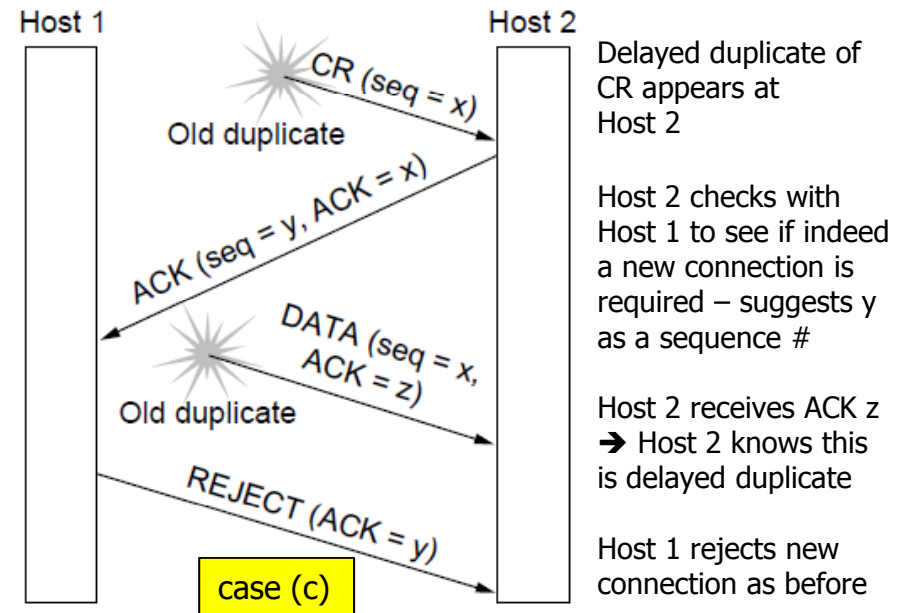 Host 1
Host 2
CR (seq = x)
Old duplicate
ACK (seq = y, ACK = x)
DATA (seq = x,
ACK = z)
Old duplicate
REJECT (ACK = y)
case (c)
Delayed duplicate of
CR appears at
Host 2
Host 2 checks with
Host 1 to see if indeed
a new connection is
required – suggests y
as a sequence #
Host 2 receives ACK z
➔ Host 2 knows this
is delayed duplicate
Host 1 rejects new
connection as before